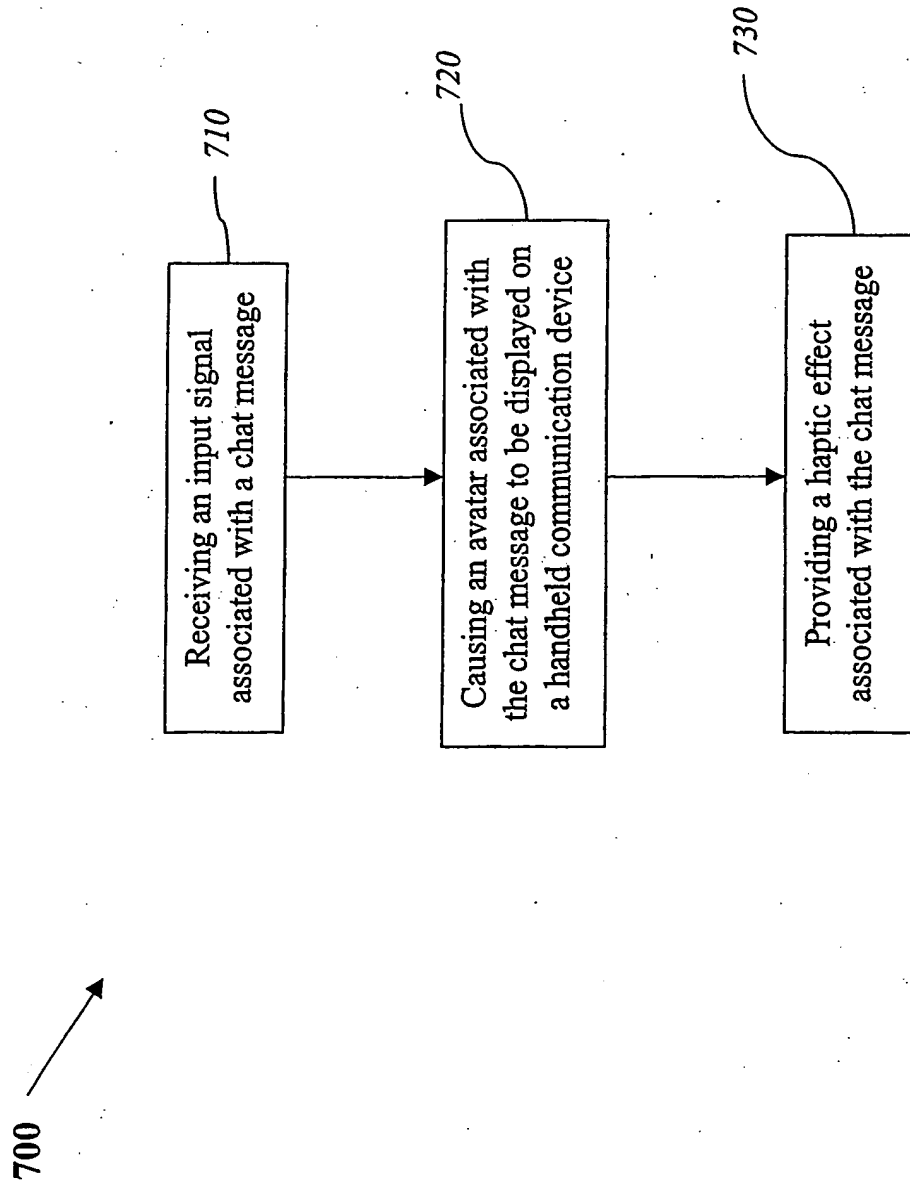 700
Receiving an input signal
associated with a chat message
710
Causing an avatar associated with
the chat message to be displayed on
a handheld communication device
720
Providing a haptic effect
associated with the chat message
730